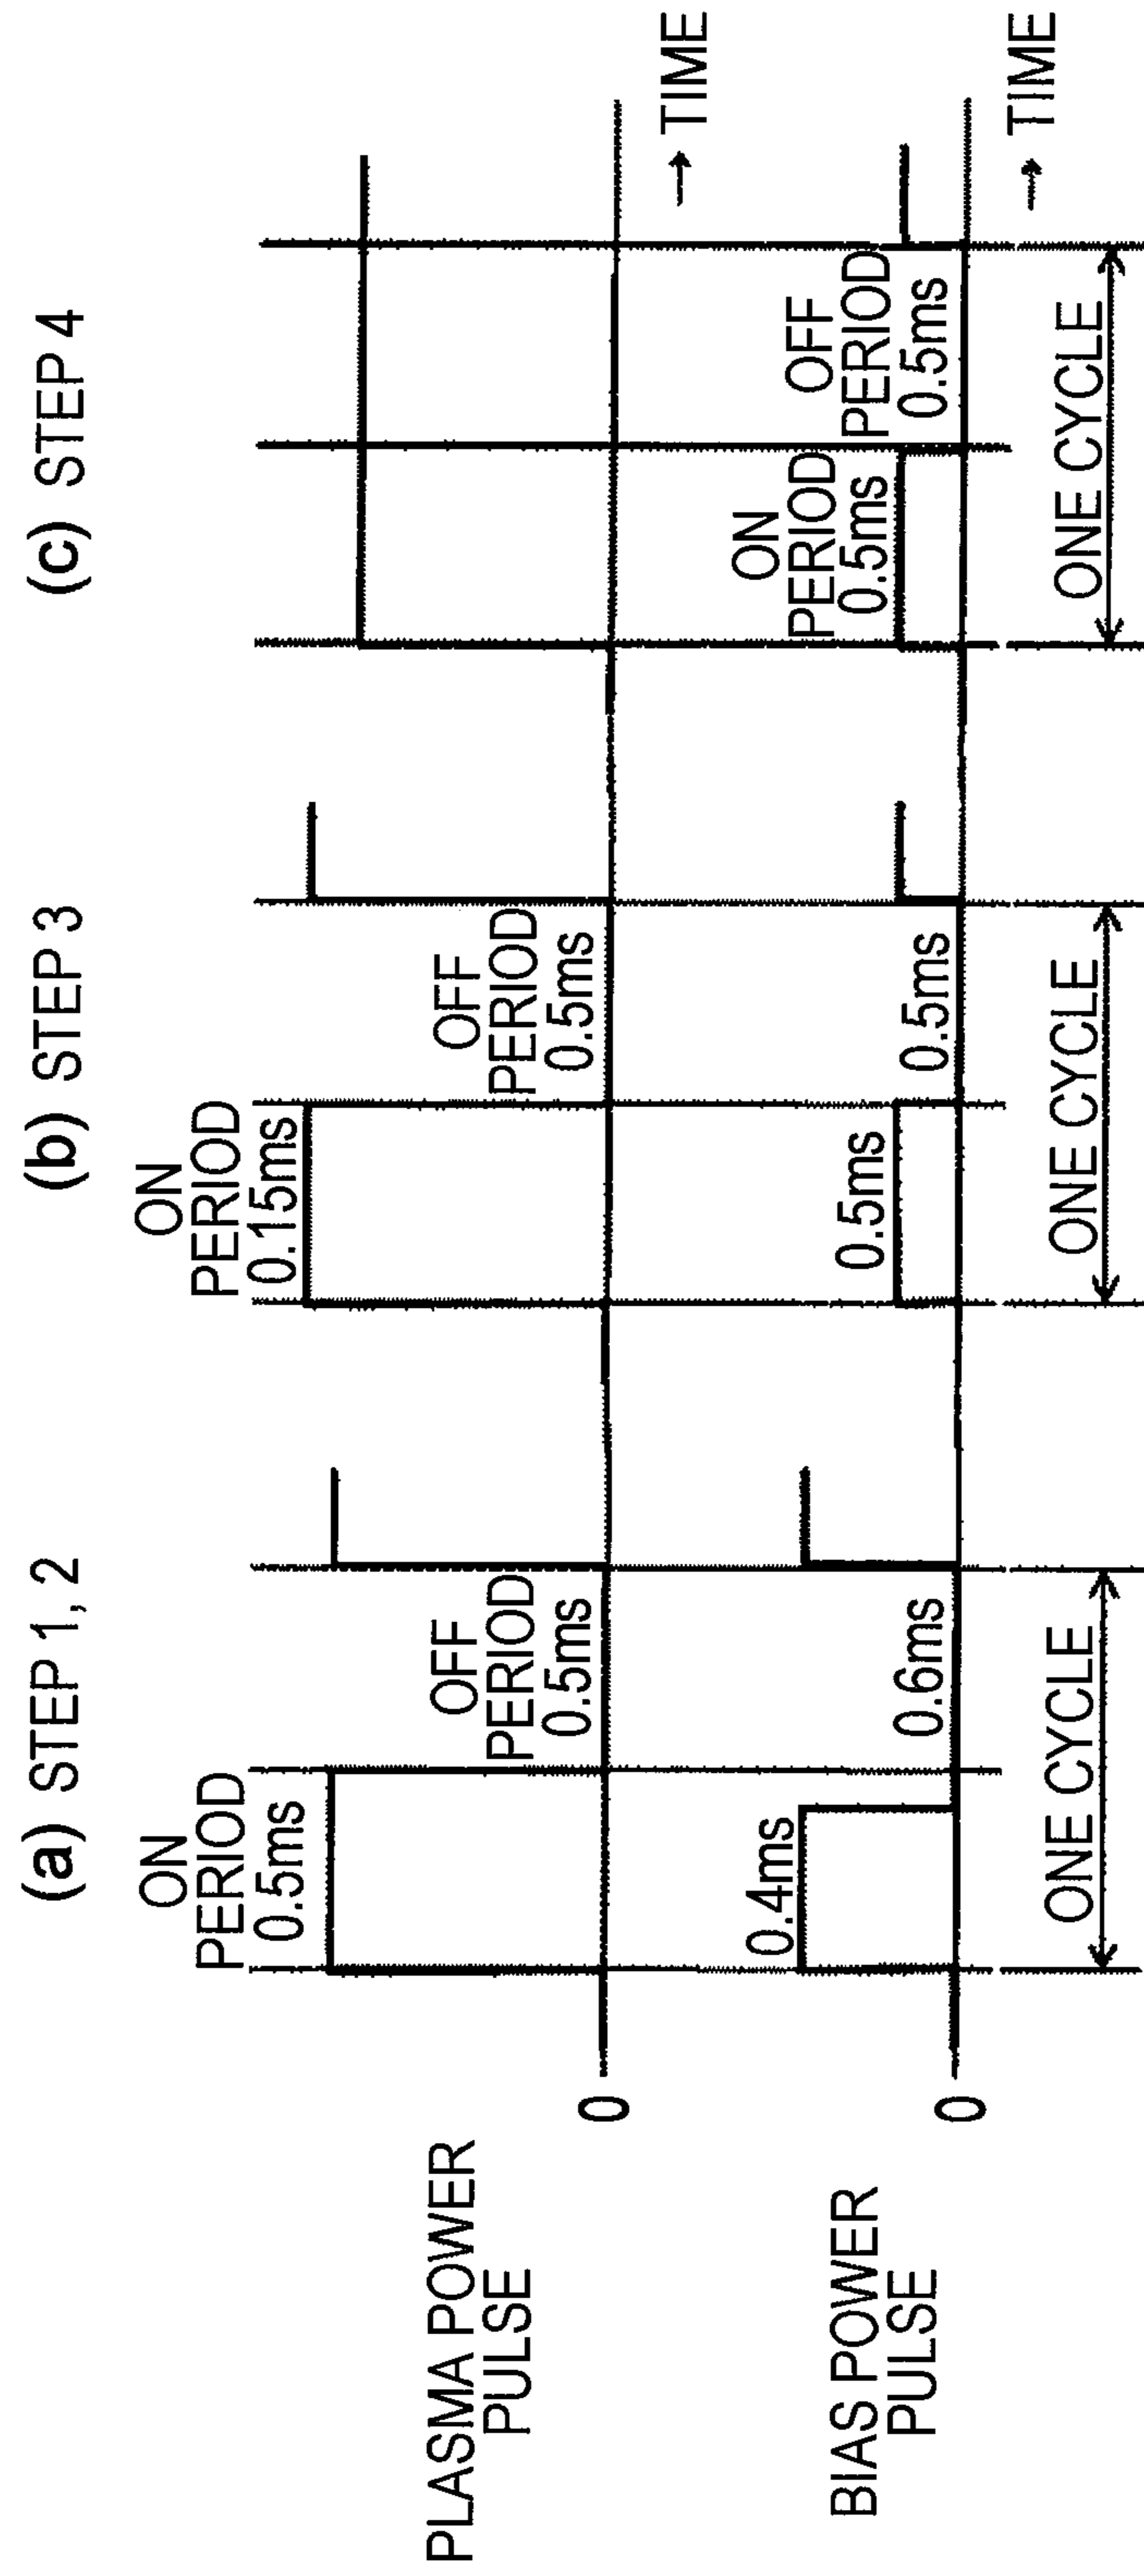 (a) STEP 1, 2
(b) STEP 3
(c) STEP 4
PLASMA POWER
PULSE
0
ON
PERIOD
0.5ms
OFF
PERIOD
0.5ms
ON
PERIOD
0.15ms
OFF
PERIOD
0.5ms
→ TIME
BIAS POWER
PULSE
0
0.4ms
0.6ms
0.5ms
0.5ms
ON
PERIOD
0.5ms
OFF
PERIOD
0.5ms
→ TIME
ONE CYCLE
ONE CYCLE
ONE CYCLE